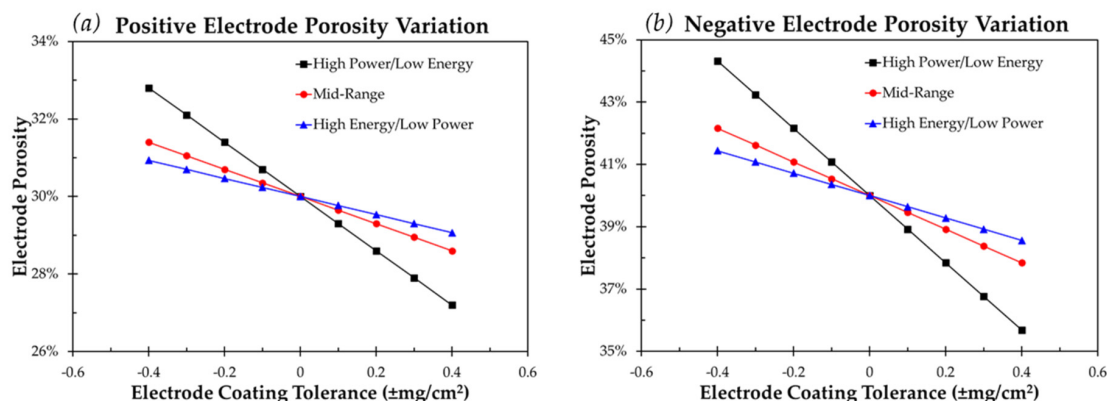 (a) Positive Electrode Porosity Variation
34%
32%
30%
28%
26%
Electrode Porosity
High Power/Low Energy
Mid-Range
High Energy/Low Power
-0.6 -0.4 -0.2 0 0.2 0.4 0.6
Electrode Coating Tolerance (±mg/cm²)
(b) Negative Electrode Porosity Variation
45%
43%
41%
39%
37%
35%
Electrode Porosity
High Power/Low Energy
Mid-Range
High Energy/Low Power
-0.6 -0.4 -0.2 0 0.2 0.4 0.6
Electrode Coating Tolerance (±mg/cm²)